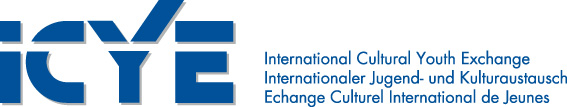 ICYE
International Cultural Youth Exchange
Internationaler Jugend- und Kulturaustausch
Echange Culturel International de Jeunes